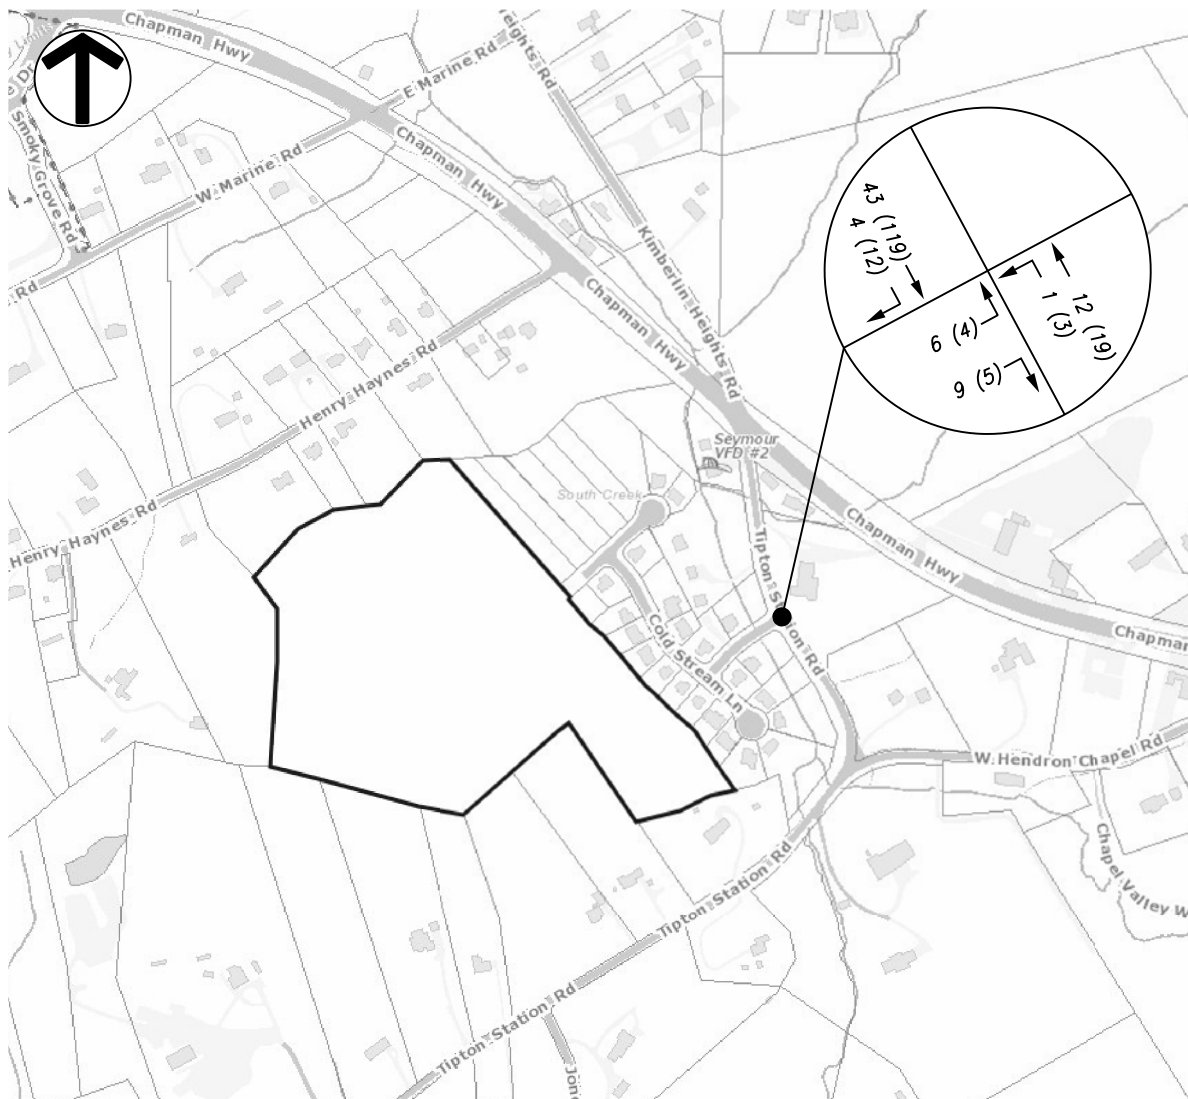 Chapman Hwy
Limits
Dr
Smoky Grove Rd
E Marine Rd
Heights Rd
W Marine Rd
Chapman Hwy
Rd
Kimberlin Heights Rd
Chapman Hwy
Henry Haynes Rd
43 (119)
4 (12)
12 (19)
1 (3)
6 (4)
9 (5)
Seymour
VFD #2
South Creek
Henry Haynes Rd
Chapman Hwy
Tipton Station Rd
Cold Stream Ln
Chapman
W Hendron Chapel Rd
Chapel Valley W
Tipton Station Rd
Tipton Station Rd
Jon